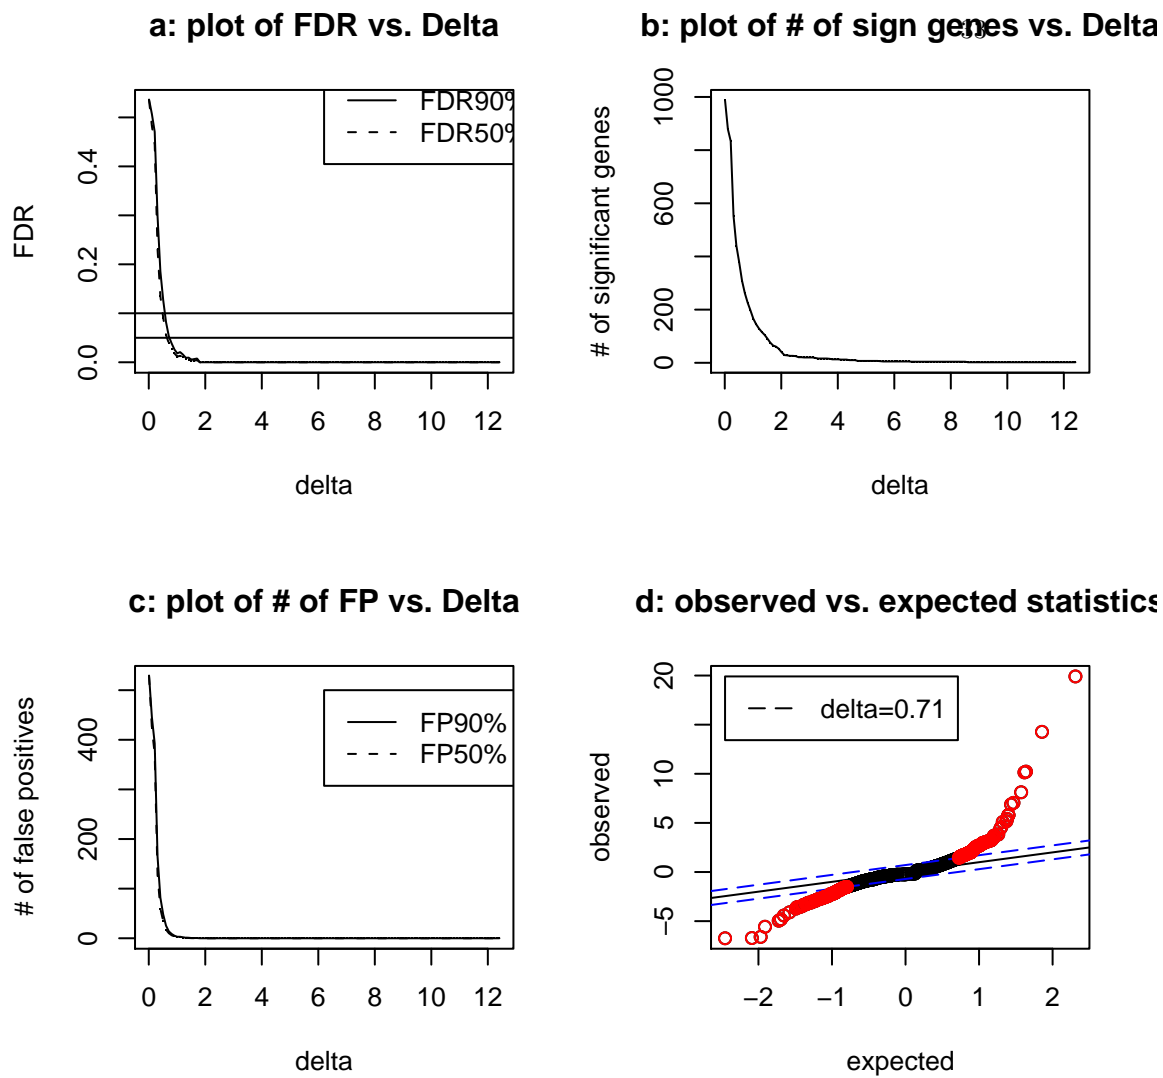 a: plot of FDR vs. Delta
FDR
0.0
0.2
0.4
FDR90%
FDR50%
0 2 4 6 8 10 12
delta
b: plot of # of sign genes vs. Delta
33
# of significant genes
0
200
600
1000
0 2 4 6 8 10 12
delta
c: plot of # of FP vs. Delta
# of false positives
0
200
400
FP90%
FP50%
0 2 4 6 8 10 12
delta
d: observed vs. expected statistics
observed
−5
0
5
10
20
delta=0.71
−2 −1 0 1 2
expected